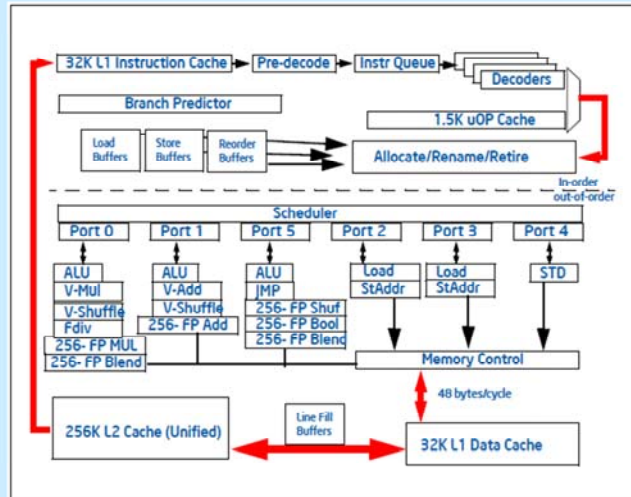 32K L1 Instruction Cache
Pre-decode
Instr Queue
Decoders
Branch Predictor
1.5K uOP Cache
Load
Buffers
Store
Buffers
Reorder
Buffers
Allocate/Rename/Retire
In-order
out-of-order
Scheduler
Port 0
Port 1
Port 5
Port 2
Port 3
Port 4
ALU
V-Mul
V-Shuffle
Fdiv
256- FP MUL
256- FP Blend
ALU
V-Add
V-Shuffle
256- FP Add
ALU
JMP
256- FP Shuf
256- FP Bool
256- FP Blend
Load
StAddr
Load
StAddr
STD
Memory Control
48 bytes/cycle
256K L2 Cache (Unified)
Line Fill
Buffers
32K L1 Data Cache